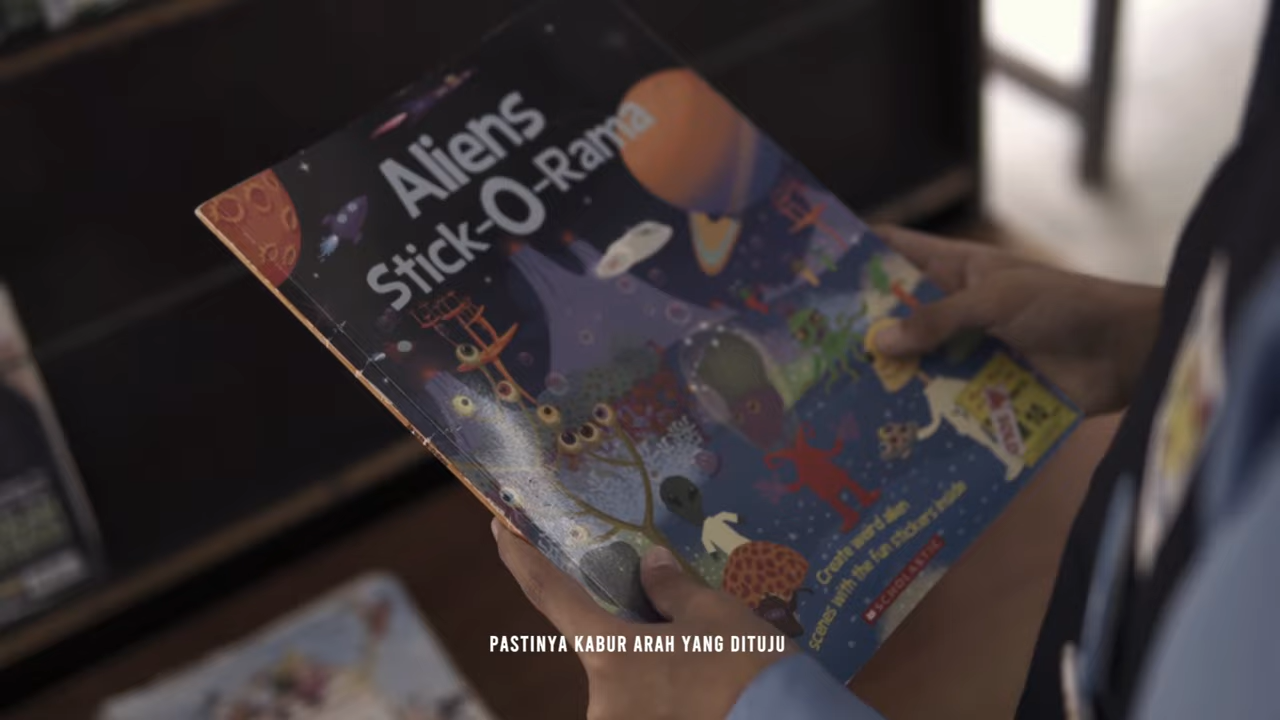 Aliens
Stick-O-Rama
Create weird alien
scenes with the fun stickers inside
SCHOLASTIC
PASTINYA KABUR ARAH YANG DITUJU